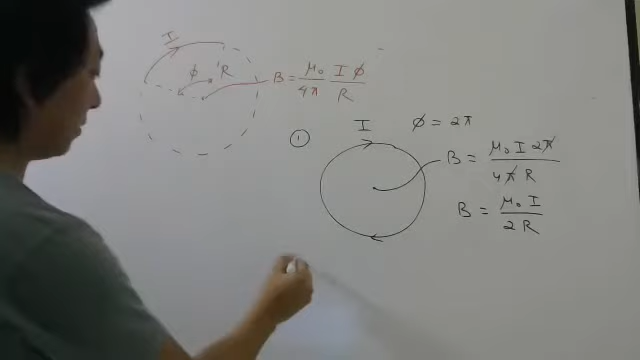 I
ϕ R B = μ₀/4π Iϕ/R
① I ϕ = 2π
B = μ₀ I 2π / 4π R
B = μ₀ I / 2 R